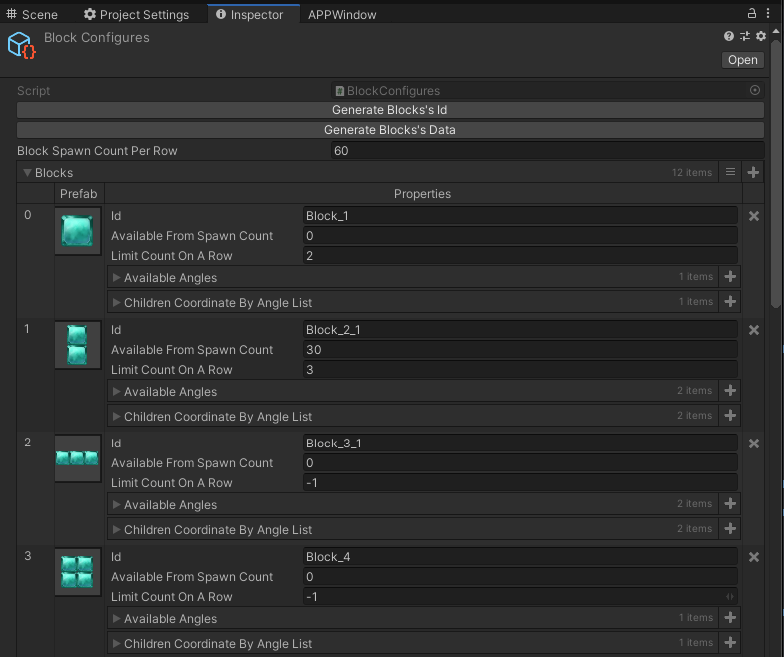 Scene Project Settings Inspector APPWindow
Block Configures
Open
Script BlockConfigures
Generate Blocks's Id
Generate Blocks's Data
Block Spawn Count Per Row 60
Blocks 12 items
Prefab Properties
0 Id Block_1
Available From Spawn Count 0
Limit Count On A Row 2
Available Angles 1 items
Children Coordinate By Angle List 1 items
1 Id Block_2_1
Available From Spawn Count 30
Limit Count On A Row 3
Available Angles 2 items
Children Coordinate By Angle List 2 items
2 Id Block_3_1
Available From Spawn Count 0
Limit Count On A Row -1
Available Angles 2 items
Children Coordinate By Angle List 2 items
3 Id Block_4
Available From Spawn Count 0
Limit Count On A Row -1
Available Angles 1 items
Children Coordinate By Angle List 1 items